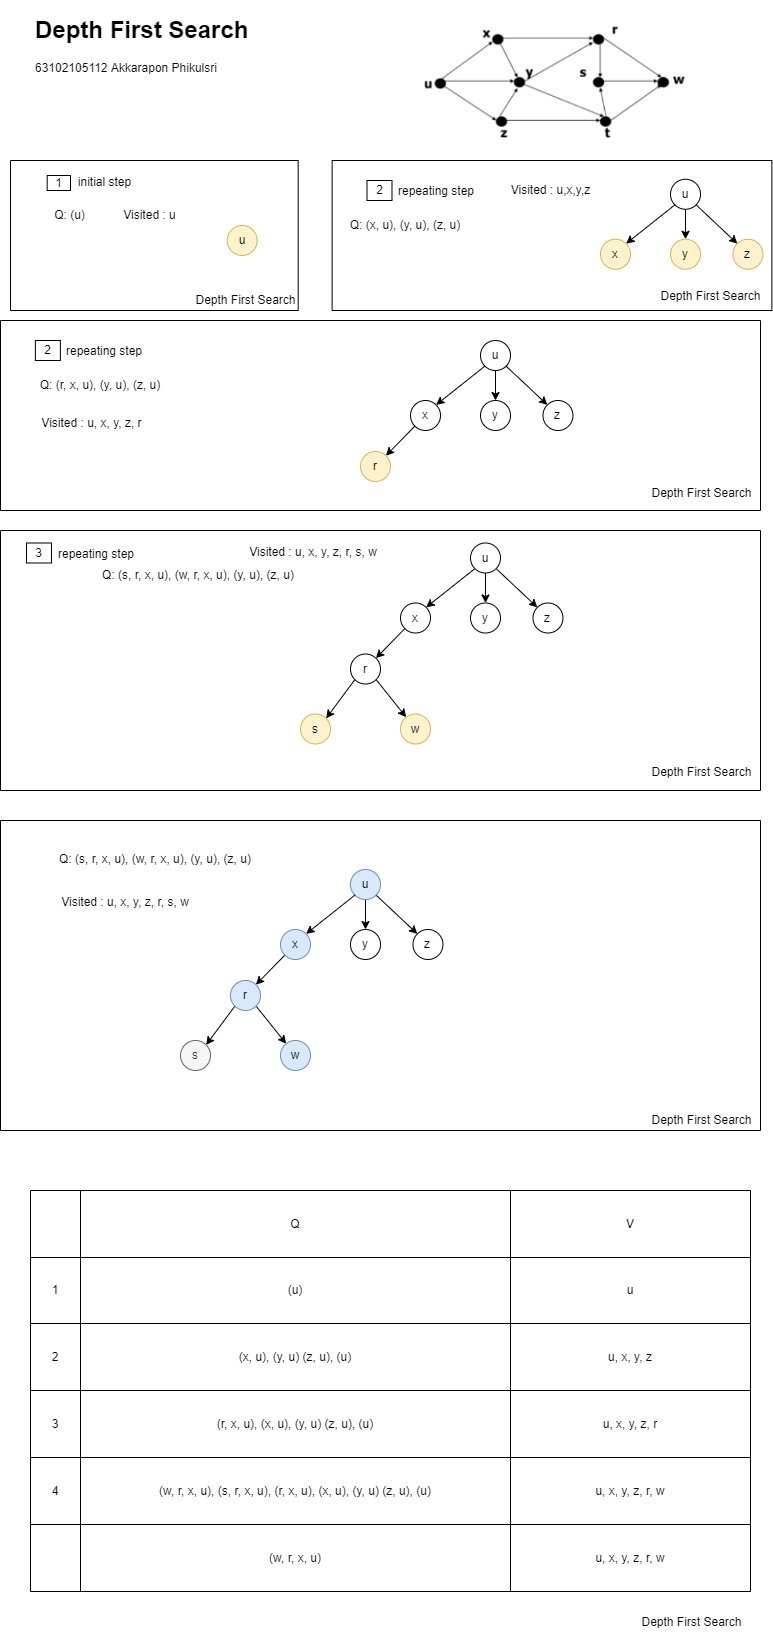 Depth First Search
63102105112 Akkarapon Phikulsri
x
r
u
y
s
w
z
t
1 initial step
Q: (u) Visited : u
u
Depth First Search
2 repeating step Visited : u,x,y,z
Q: (x, u), (y, u), (z, u)
u
x y z
Depth First Search
2 repeating step
Q: (r, x, u), (y, u), (z, u)
Visited : u, x, y, z, r
u
x y z
r
Depth First Search
3 repeating step Visited : u, x, y, z, r, s, w
Q: (s, r, x, u), (w, r, x, u), (y, u), (z, u)
u
x y z
r
s w
Depth First Search
Q: (s, r, x, u), (w, r, x, u), (y, u), (z, u)
Visited : u, x, y, z, r, s, w
u
x y z
r
s w
Depth First Search
Q V
1 (u) u
2 (x, u), (y, u) (z, u), (u) u, x, y, z
3 (r, x, u), (x, u), (y, u) (z, u), (u) u, x, y, z, r
4 (w, r, x, u), (s, r, x, u), (r, x, u), (x, u), (y, u) (z, u), (u) u, x, y, z, r, w
(w, r, x, u) u, x, y, z, r, w
Depth First Search